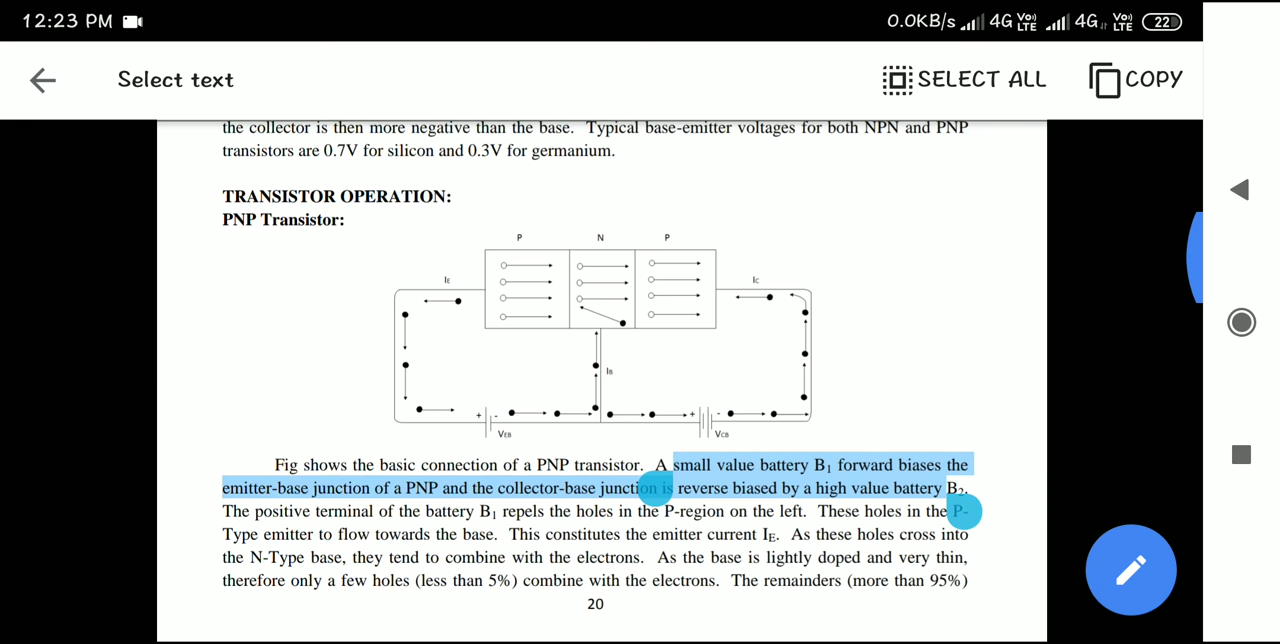 12:23 PM
0.0KB/s 4G Vo) LTE 4G Vo) LTE 22
Select text
SELECT ALL
COPY
the collector is then more negative than the base. Typical base-emitter voltages for both NPN and PNP
transistors are 0.7V for silicon and 0.3V for germanium.
TRANSISTOR OPERATION:
PNP Transistor:
P N P
IE
IC
IB
+ -
+ -
VEB
VCB
Fig shows the basic connection of a PNP transistor. A small value battery B1 forward biases the
emitter-base junction of a PNP and the collector-base junction is reverse biased by a high value battery B2.
The positive terminal of the battery B1 repels the holes in the P-region on the left. These holes in the P-
Type emitter to flow towards the base. This constitutes the emitter current IE. As these holes cross into
the N-Type base, they tend to combine with the electrons. As the base is lightly doped and very thin,
therefore only a few holes (less than 5%) combine with the electrons. The remainders (more than 95%)
20